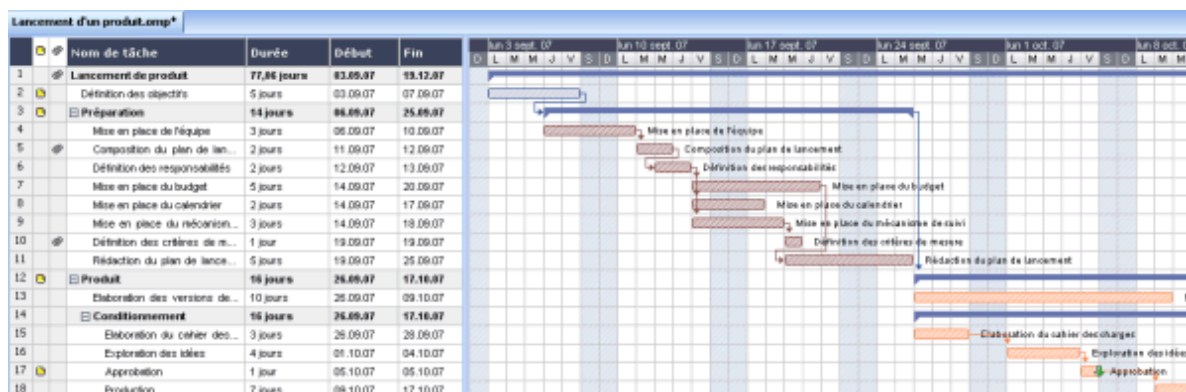 Lancement d'un produit.omp*
Nom de tâche Durée Début Fin
lun 3 sept. 07 lun 10 sept. 07 lun 17 sept. 07 lun 24 sept. 07 lun 1 oct. 07 lun 8 oct.
D L M M J V S D L M M J V S D L M M J V S D L M M J V S D L M M J V S D L M M
1 Lancement de produit 77,86 jours 03.09.07 19.12.07
2 Définition des objectifs 5 jours 03.09.07 07.09.07
3 Préparation 14 jours 06.09.07 25.09.07
4 Mise en place de l'équipe 3 jours 06.09.07 10.09.07 Mise en place de l'équipe
5 Composition du plan de lan... 2 jours 11.09.07 12.09.07 Composition du plan de lancement
6 Définition des responsabilités 2 jours 12.09.07 13.09.07 Définition des responsabilités
7 Mise en place du budget 5 jours 14.09.07 20.09.07 Mise en place du budget
8 Mise en place du calendrier 2 jours 14.09.07 17.09.07 Mise en place du calendrier
9 Mise en place du mécanism... 3 jours 14.09.07 18.09.07 Mise en place du mécanisme de suivi
10 Définition des critères de m... 1 jour 19.09.07 19.09.07 Définition des critères de mesure
11 Rédaction du plan de lance... 5 jours 19.09.07 25.09.07 Rédaction du plan de lancement
12 Produit 16 jours 26.09.07 17.10.07
13 Elaboration des versions de... 10 jours 26.09.07 09.10.07
14 Conditionnement 16 jours 26.09.07 17.10.07
15 Elaboration du cahier des... 3 jours 26.09.07 28.09.07 Elaboration du cahier des charges
16 Exploration des idées 4 jours 01.10.07 04.10.07 Exploration des idées
17 Approbation 1 jour 05.10.07 05.10.07 Approbation
18 Production 7 jours 09.10.07 17.10.07